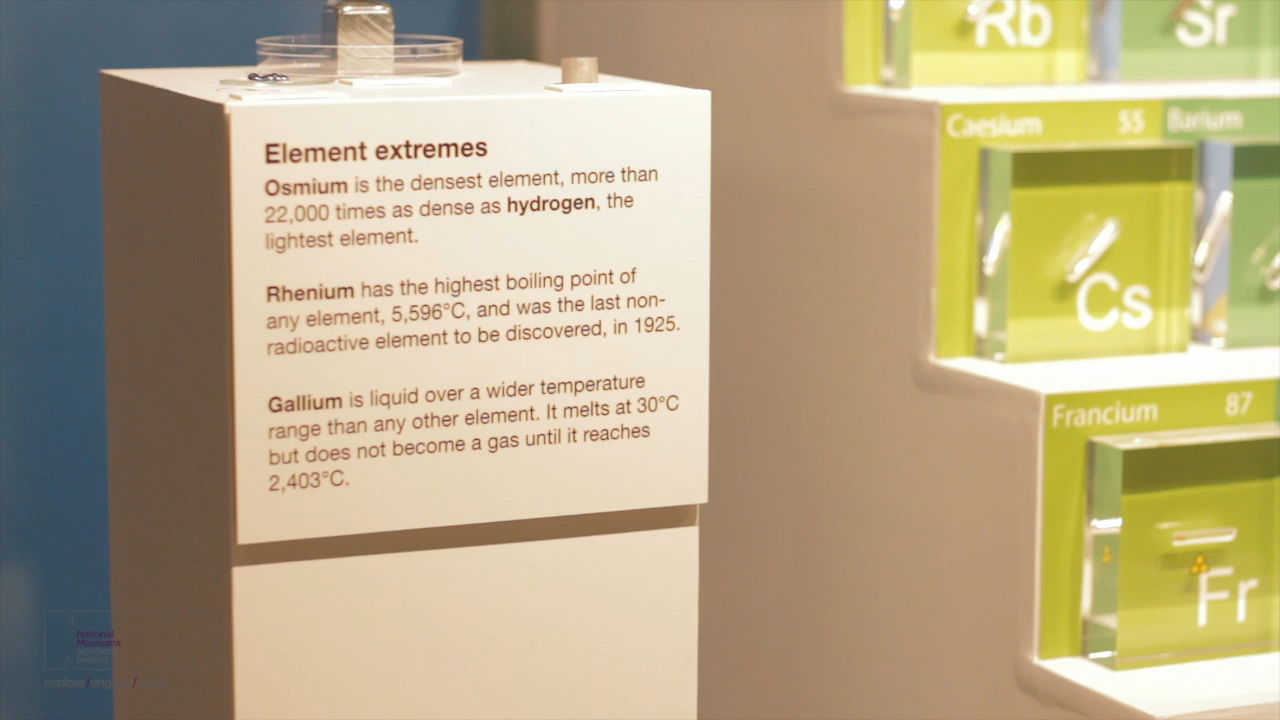 Element extremes
Osmium is the densest element, more than
22,000 times as dense as hydrogen, the
lightest element.
Rhenium has the highest boiling point of
any element, 5,596°C, and was the last non-
radioactive element to be discovered, in 1925.
Gallium is liquid over a wider temperature
range than any other element. It melts at 30°C
but does not become a gas until it reaches
2,403°C.
Rb
Sr
Caesium 55
Barium
Cs
Francium 87
Fr
National
Museums
Northern
Ireland